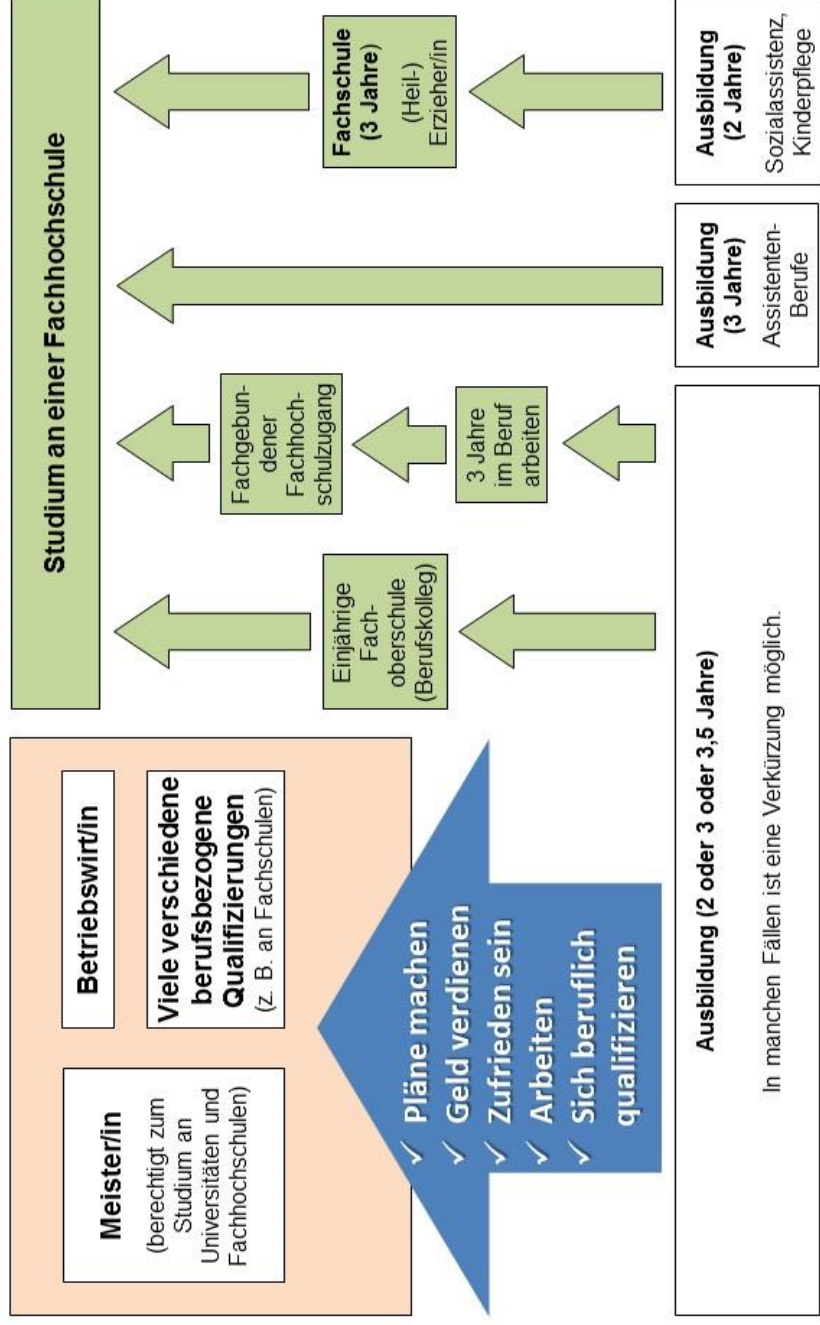 Meister/in
(berechtigt zum
Studium an
Universitäten und
Fachhochschulen)
Betriebswirt/in
Viele verschiedene
berufsbezogene
Qualifizierungen
(z. B. an Fachschulen)
✓ Pläne machen
✓ Geld verdienen
✓ Zufrieden sein
✓ Arbeiten
✓ Sich beruflich
qualifizieren
Studium an einer Fachhochschule
Einjährige
Fach-
oberschule
(Berufskolleg)
Fachgebun-
dener
Fachhoch-
schulzugang
3 Jahre
im Beruf
arbeiten
Fachschule
(3 Jahre)
(Heil-)
Erzieher/in
Ausbildung (2 oder 3 oder 3,5 Jahre)
In manchen Fällen ist eine Verkürzung möglich.
Ausbildung
(3 Jahre)
Assistenten-
Berufe
Ausbildung
(2 Jahre)
Sozialassistenz,
Kinderpflege